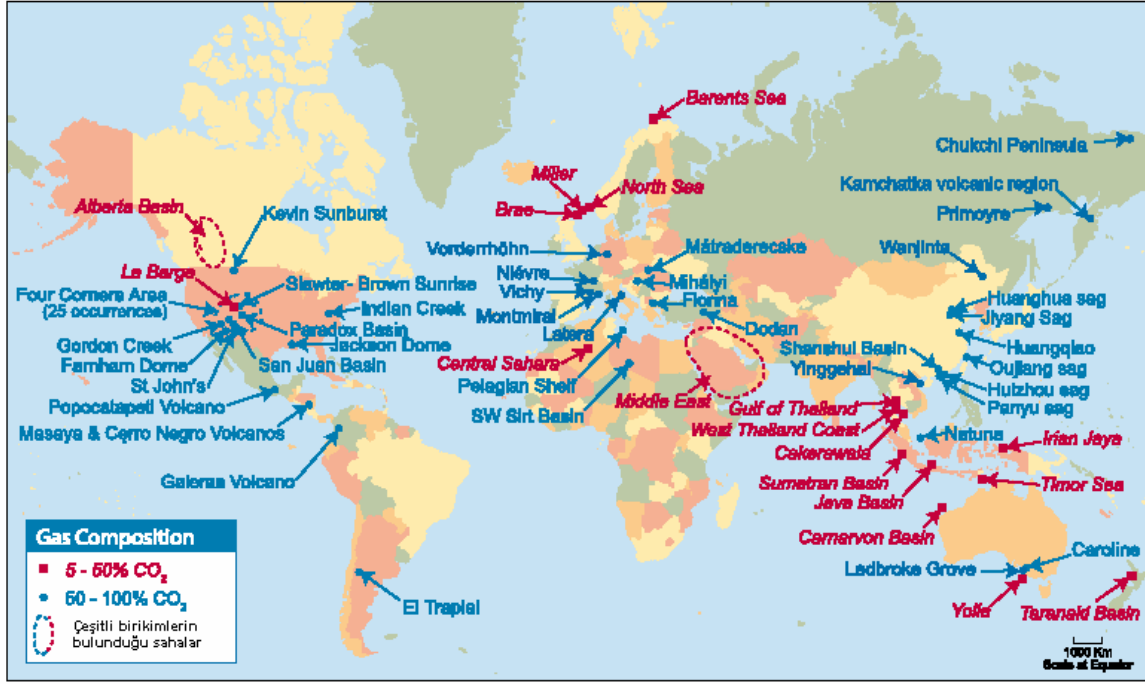 Barents Sea
Chukchi Peninsula
Miller
North Sea
Kamchatka volcanic region
Alberta Basin
Kevin Sunburst
Brae
Primoyre
Vorderrhöhn
Mátraderecske
Wanjinta
La Barge
Slawter- Brown Sunrise
Niévre
Mihályi
Four Corners Area
(25 occurrences)
Indian Creek
Vichy
Florina
Huanghua sag
Jiyang Sag
Montmiral
Dodan
Paradox Basin
Gordon Creek
Jackson Dome
Latera
Huangqiao
Farnham Dome
San Juan Basin
Central Sahara
Shanshui Basin
Oujiang sag
St John's
Pelagian Shelf
Yinggehai
Huizhou sag
Popocatapetl Volcano
Middle East
Gulf of Thailand
Panyu sag
SW Sirt Basin
West Thailand Coast
Masaya & Cerro Negro Volcanos
Natuna
Irian Jaya
Cakerawala
Galeras Volcano
Sumatran Basin
Timor Sea
Java Basin
Carnarvon Basin
Gas Composition
5 - 50% CO₂
50 - 100% CO₂
Çeşitli birikimlerin
bulunduğu sahalar
El Trapial
Caroline
Ladbroke Grove
Yolla
Taranaki Basin
1000 Km
Scale at Equator